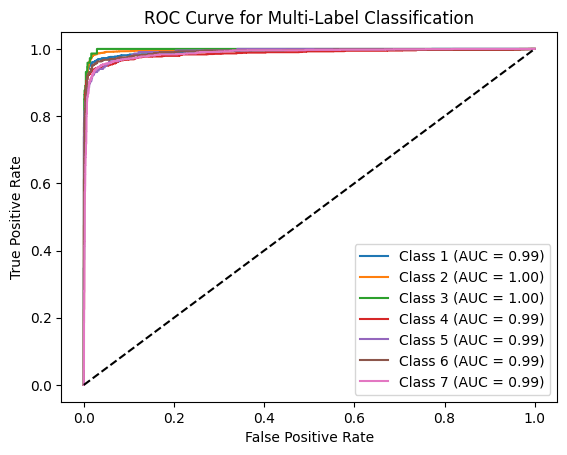 ROC Curve for Multi-Label Classification
True Positive Rate
1.0
0.8
0.6
0.4
0.2
0.0
Class 1 (AUC = 0.99)
Class 2 (AUC = 1.00)
Class 3 (AUC = 1.00)
Class 4 (AUC = 0.99)
Class 5 (AUC = 0.99)
Class 6 (AUC = 0.99)
Class 7 (AUC = 0.99)
0.0 0.2 0.4 0.6 0.8 1.0
False Positive Rate